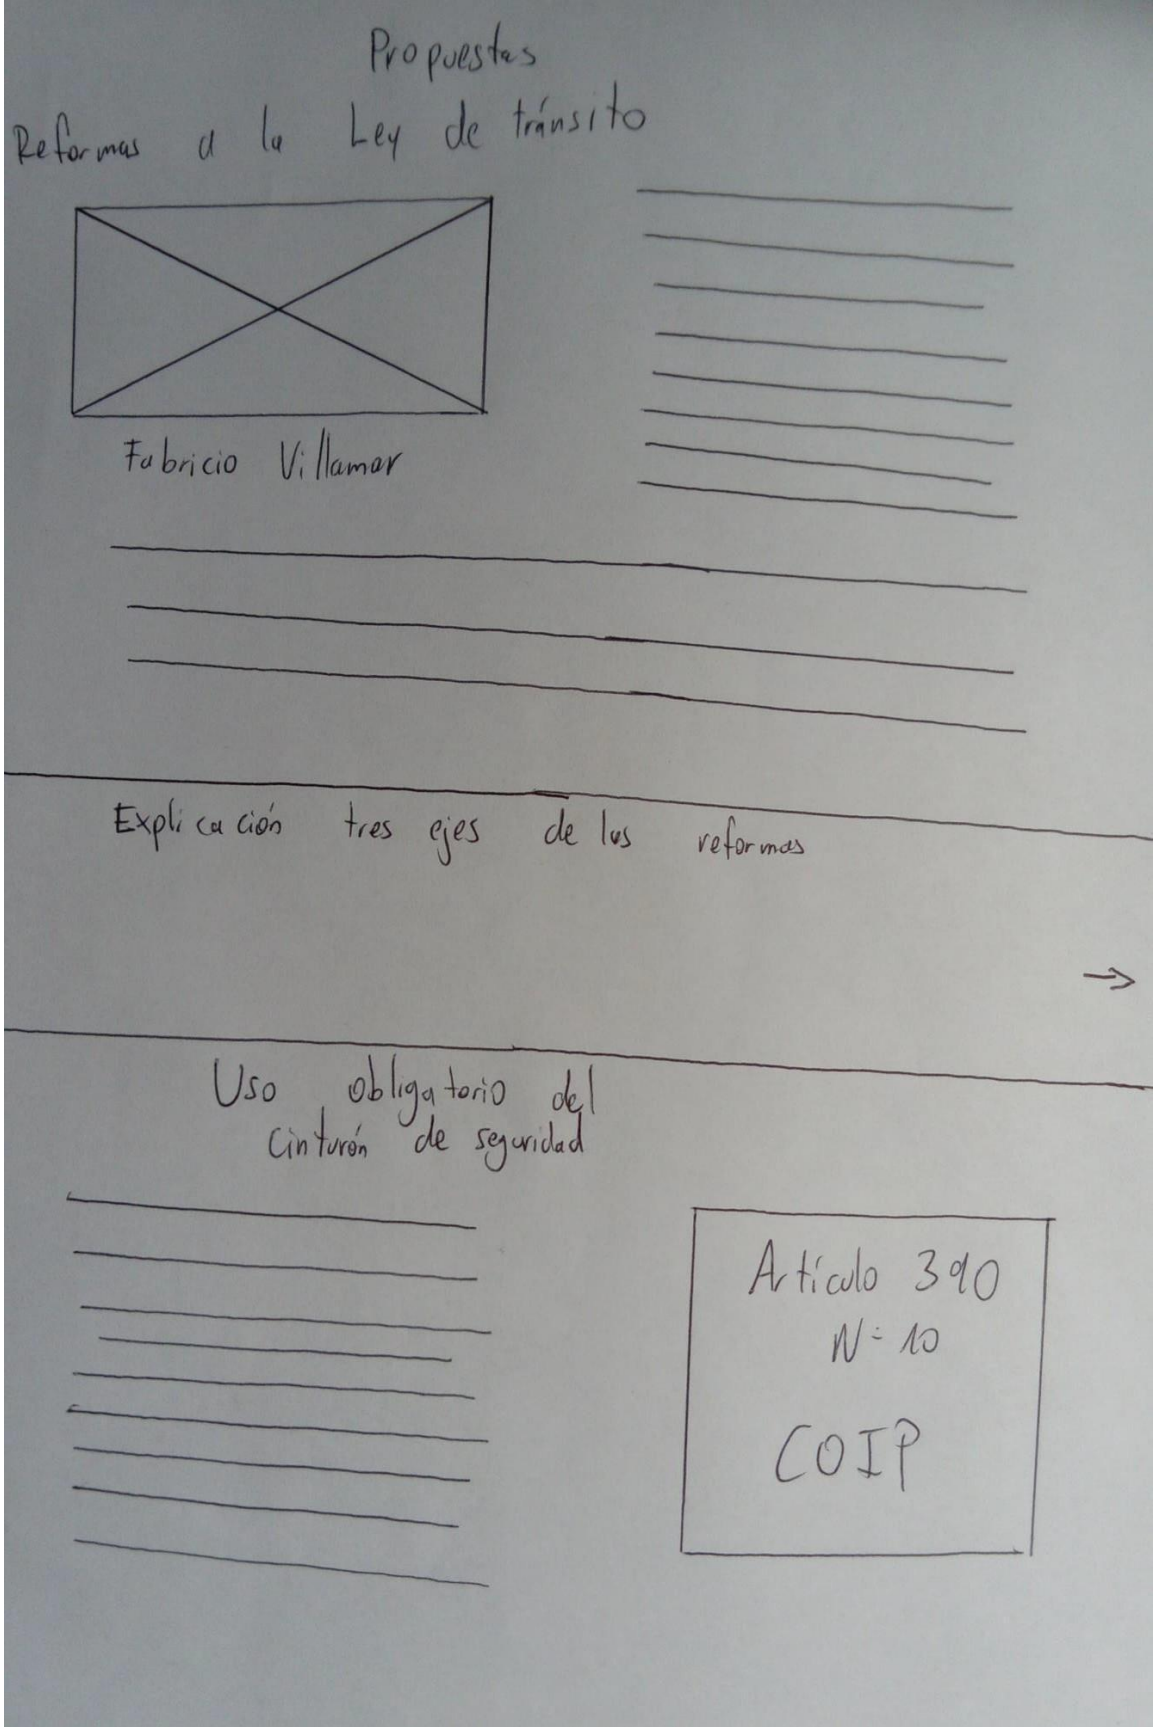 Propuestas
Reformas a la Ley de tránsito
Fabricio Villamar
Explicación tres ejes de las reformas
→
Uso obligatorio del
cinturón de seguridad
Artículo 390
N= 10
COIP